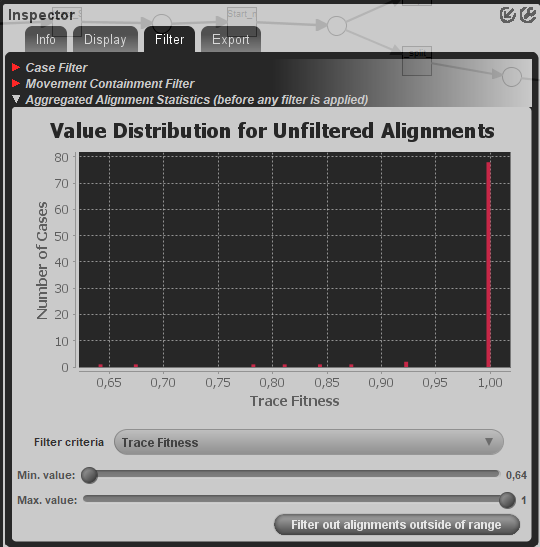 Inspector
Start_
Info Display Filter Export
split_
Case Filter
Movement Containment Filter
Aggregated Alignment Statistics (before any filter is applied)
Value Distribution for Unfiltered Alignments
80
70
60
50
40
30
20
10
0
Number of Cases
0,65 0,70 0,75 0,80 0,85 0,90 0,95 1,00
Trace Fitness
Filter criteria Trace Fitness
Min. value: 0,64
Max. value: 1
Filter out alignments outside of range